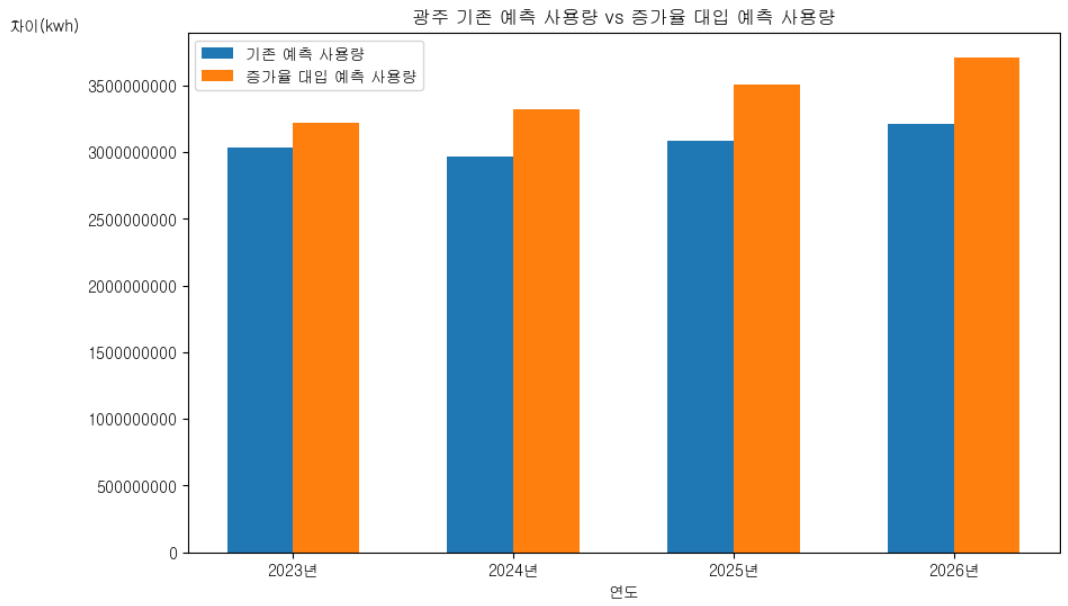 광주 기존 예측 사용량 vs 증가율 대입 예측 사용량
차이(kwh)
기존 예측 사용량
증가율 대입 예측 사용량
3500000000
3000000000
2500000000
2000000000
1500000000
1000000000
500000000
0
2023년 2024년 2025년 2026년
연도